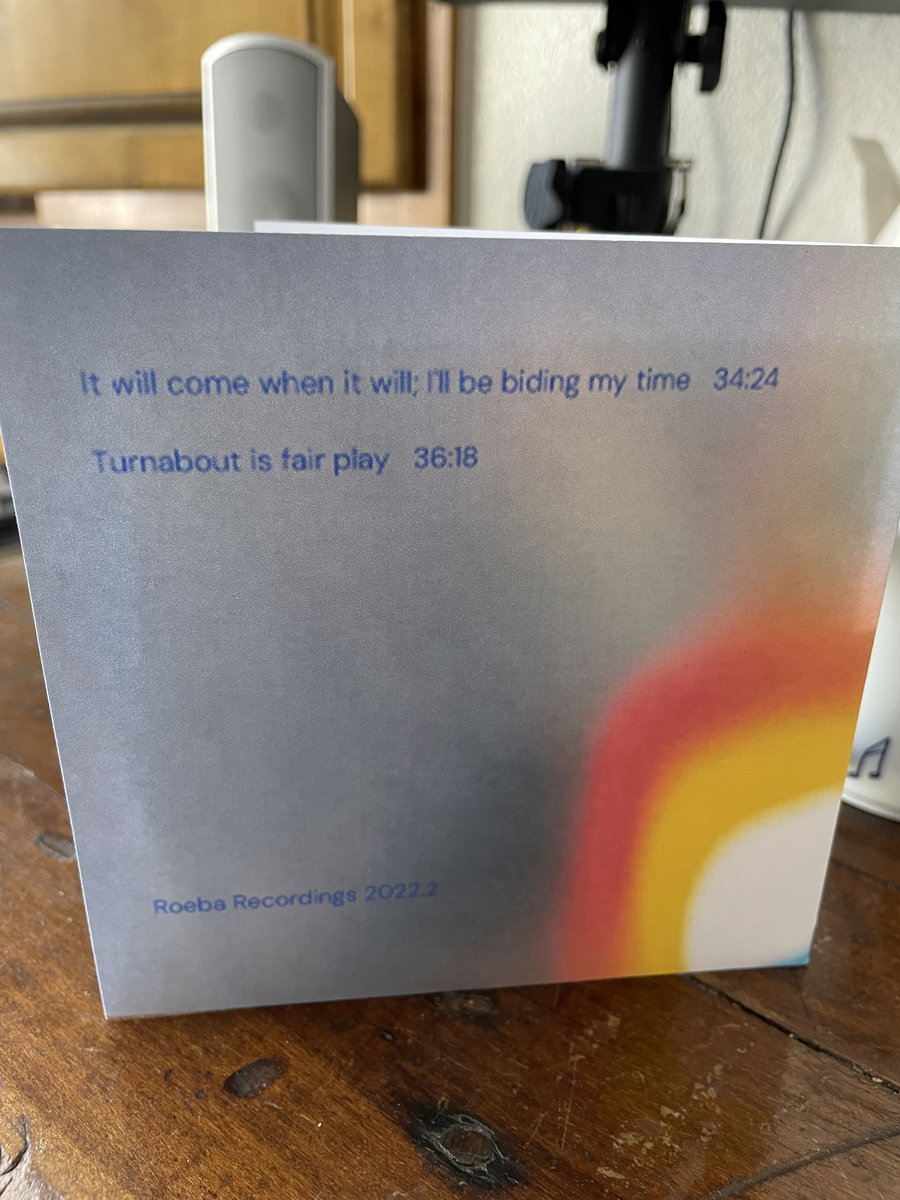 It will come when it will; I'll be biding my time 34:24
Turnabout is fair play 36:18
Roeba Recordings 2022.2